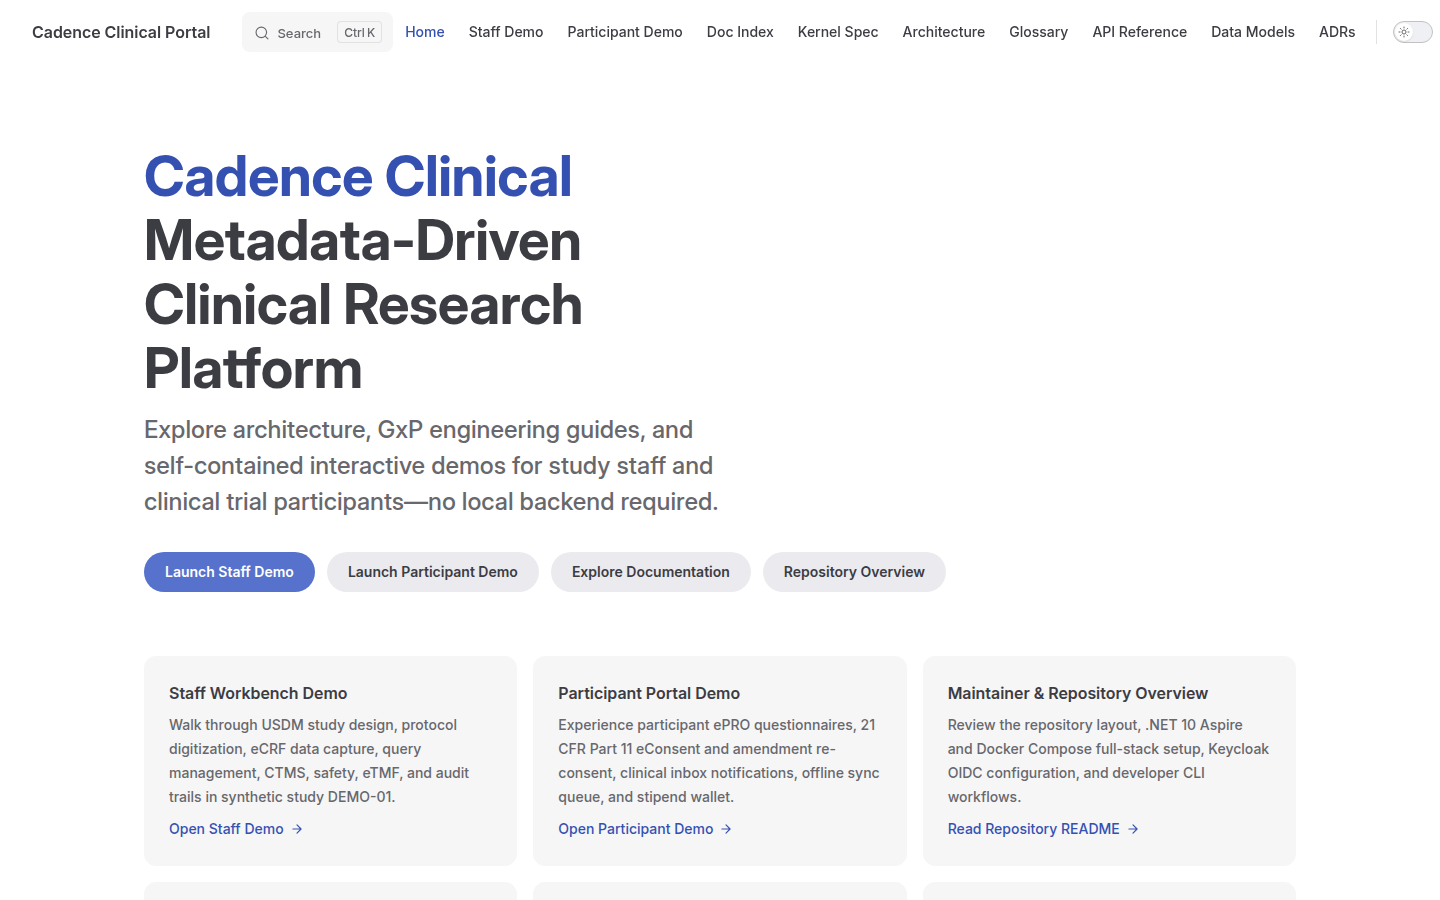 Cadence Clinical Portal
Search Ctrl K
Home Staff Demo Participant Demo Doc Index Kernel Spec Architecture Glossary API Reference Data Models ADRs
Cadence Clinical
Metadata-Driven
Clinical Research
Platform
Explore architecture, GxP engineering guides, and
self-contained interactive demos for study staff and
clinical trial participants—no local backend required.
Launch Staff Demo Launch Participant Demo Explore Documentation Repository Overview
Staff Workbench Demo
Walk through USDM study design, protocol
digitization, eCRF data capture, query
management, CTMS, safety, eTMF, and audit
trails in synthetic study DEMO-01.
Open Staff Demo →
Participant Portal Demo
Experience participant ePRO questionnaires, 21
CFR Part 11 eConsent and amendment re-
consent, clinical inbox notifications, offline sync
queue, and stipend wallet.
Open Participant Demo →
Maintainer & Repository Overview
Review the repository layout, .NET 10 Aspire
and Docker Compose full-stack setup, Keycloak
OIDC configuration, and developer CLI
workflows.
Read Repository README →